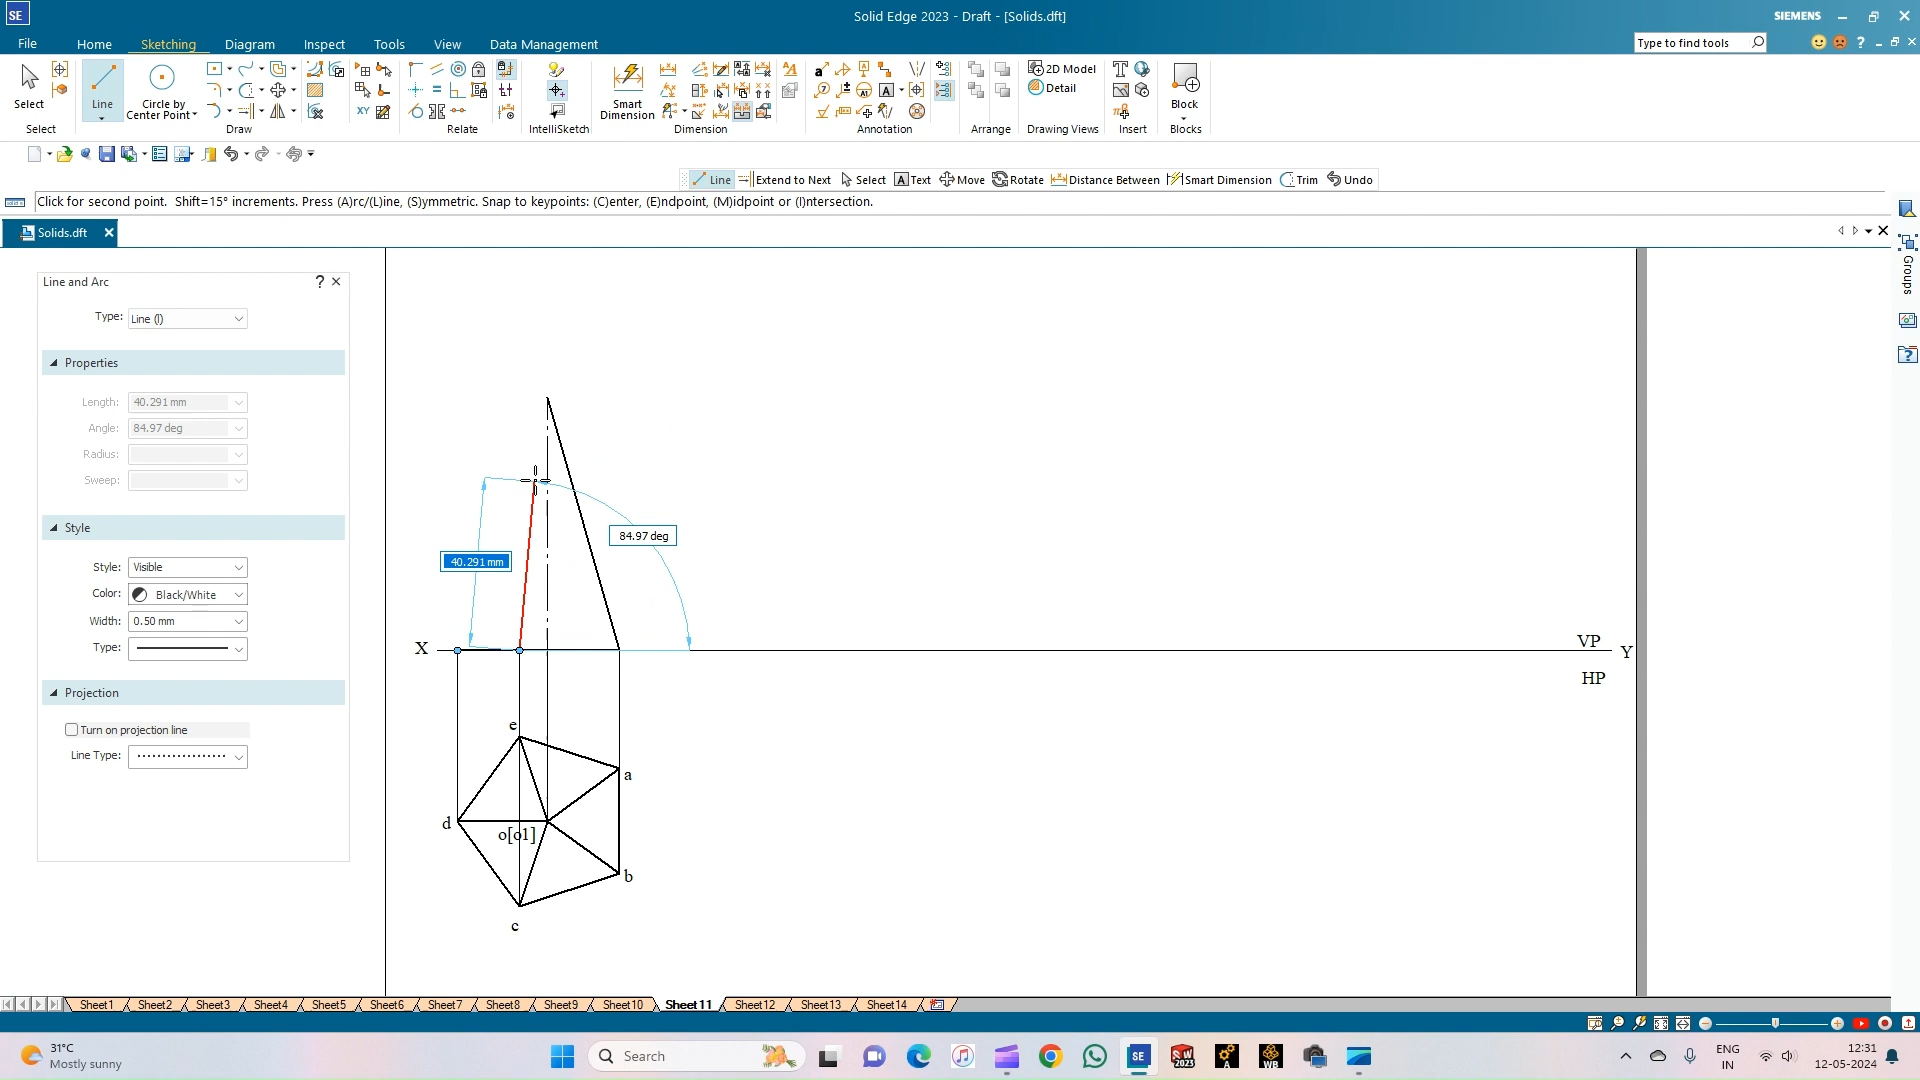 SE
Solid Edge 2023 - Draft - [Solids.dft]
SIEMENS
File
Home
Sketching
Diagram
Inspect
Tools
View
Data Management
Type to find tools
Select
Line
Circle by
Center Point
Smart
Dimension
XY
A
2D Model
Detail
Block
Select
Draw
Relate
IntelliSketch
Dimension
Annotation
Arrange
Drawing Views
Insert
Blocks
Line
Extend to Next
Select
Text
Move
Rotate
Distance Between
Smart Dimension
Trim
Undo
Click for second point. Shift=15° increments. Press (A)rc/(L)ine, (S)ymmetric. Snap to keypoints: (C)enter, (E)ndpoint, (M)idpoint or (I)ntersection.
Solids.dft
Groups
Line and Arc
Type: Line (l)
Properties
Length: 40.291 mm
Angle: 84.97 deg
Radius:
Sweep:
Style
Style: Visible
Color: Black/White
Width: 0.50 mm
Type:
Projection
Turn on projection line
Line Type:
84.97 deg
40.291 mm
X
VP
Y
HP
e
a
d
o[o1]
b
c
Sheet1
Sheet2
Sheet3
Sheet4
Sheet5
Sheet6
Sheet7
Sheet8
Sheet9
Sheet10
Sheet11
Sheet12
Sheet13
Sheet14
31°C
Mostly sunny
Search
SE
SW
2023
A
WB
ENG
IN
12:31
12-05-2024